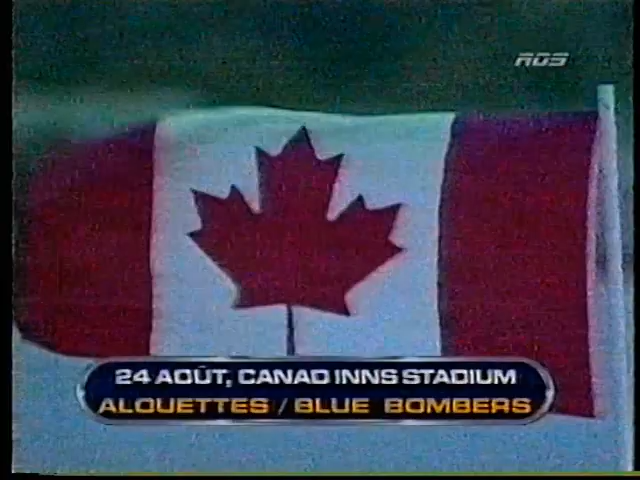 RDS
24 AOÛT, CANAD INNS STADIUM
ALOUETTES / BLUE BOMBERS